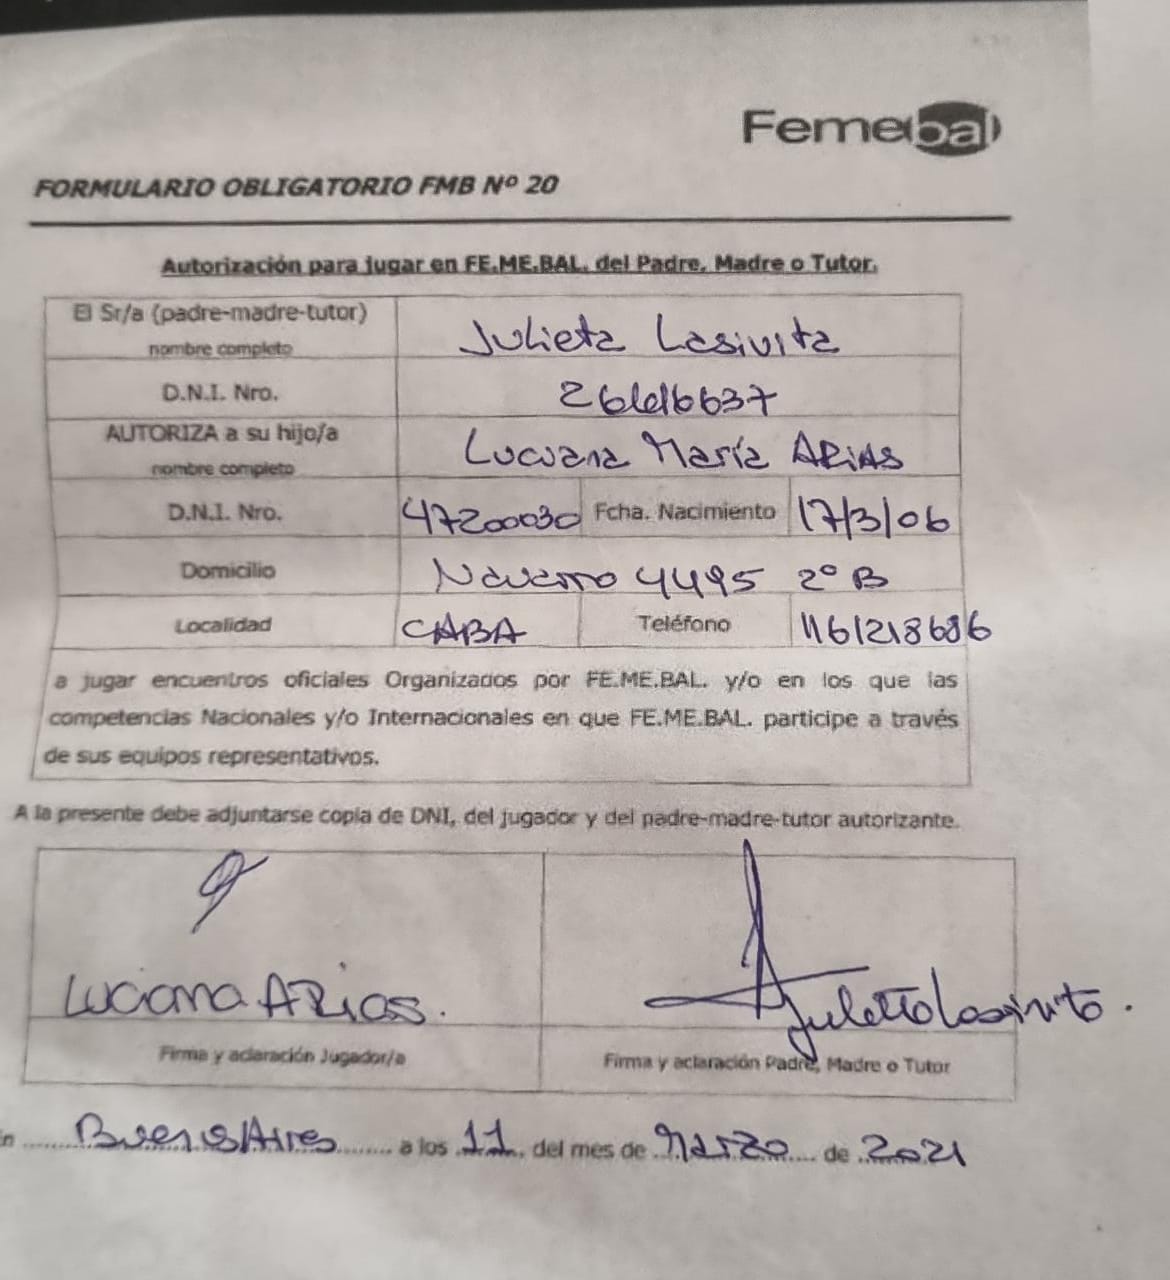 Femebal
FORMULARIO OBLIGATORIO FMB Nº 20
Autorización para jugar en FE.ME.BAL. del Padre, Madre o Tutor.
El Sr/a (padre-madre-tutor)
nombre completo
Julieta Lasivita
D.N.I. Nro.
AUTORIZA a su hijo/a
nombre completo
Luciana María ARIAS
D.N.I. Nro. 47200030 Fcha. Nacimiento 17/3/06
Domicilio Navarro 4495 2º B
Localidad CABA Teléfono 1161218686
a jugar encuentros oficiales Organizados por FE.ME.BAL. y/o en los que las
competencias Nacionales y/o Internacionales en que FE.ME.BAL. participe a través
de sus equipos representativos.
A la presente debe adjuntarse copia de DNI, del jugador y del padre-madre-tutor autorizante.
Luciana ARias.
Julieta Lasivita.
Firma y aclaración Jugador/a
Firma y aclaración Padre, Madre o Tutor
Buenos Aires a los 11 del mes de Marzo de 2021